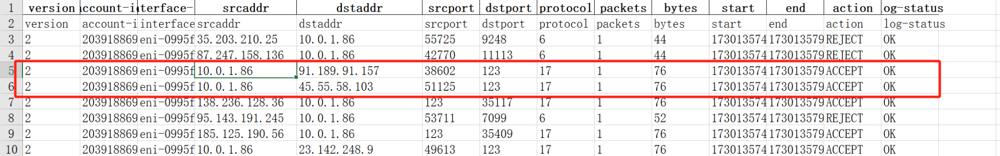 1 version account-i nterface- srcaddr dstaddr srcport dstport protocol packets bytes start end action log-status
2 version account-i interface srcaddr dstaddr srcport dstport protocol packets bytes start end action log-status
3 2 203918869 eni-0995f 35.203.210.25 10.0.1.86 55725 9248 6 1 44 173013574 173013579 REJECT OK
4 2 203918869 eni-0995f 87.247.158.136 10.0.1.86 42770 11113 6 1 44 173013574 173013579 REJECT OK
5 2 203918869 eni-0995f 10.0.1.86 91.189.91.157 38602 123 17 1 76 173013574 173013579 ACCEPT OK
6 2 203918869 eni-0995f 10.0.1.86 45.55.58.103 51125 123 17 1 76 173013574 173013579 ACCEPT OK
7 2 203918869 eni-0995f 138.236.128.36 10.0.1.86 123 35117 17 1 76 173013574 173013579 ACCEPT OK
8 2 203918869 eni-0995f 95.143.191.245 10.0.1.86 53711 7099 6 1 52 173013574 173013579 REJECT OK
9 2 203918869 eni-0995f 185.125.190.56 10.0.1.86 123 35409 17 1 76 173013574 173013579 ACCEPT OK
10 2 203918869 eni-0995f 10.0.1.86 23.142.248.9 49613 123 17 1 76 173013574 173013579 ACCEPT OK